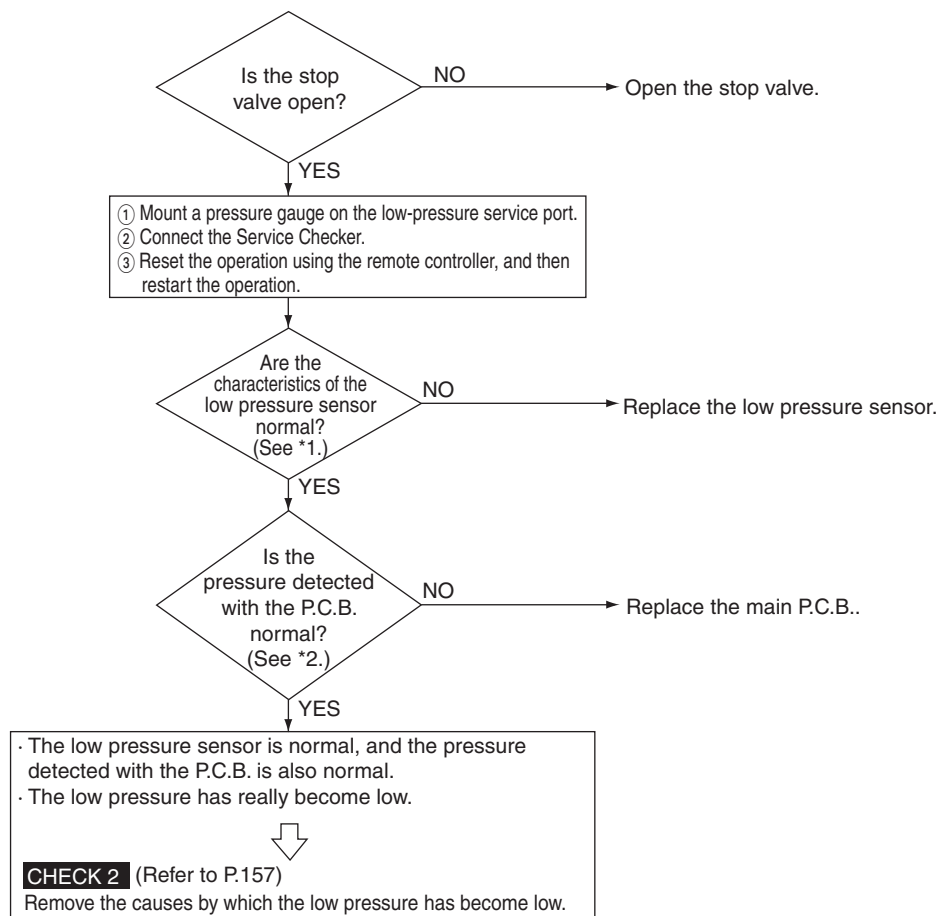 Is the stop
valve open?
NO
Open the stop valve.
YES
① Mount a pressure gauge on the low-pressure service port.
② Connect the Service Checker.
③ Reset the operation using the remote controller, and then
restart the operation.
Are the
characteristics of the
low pressure sensor
normal?
(See *1.)
NO
Replace the low pressure sensor.
YES
Is the
pressure detected
with the P.C.B.
normal?
(See *2.)
NO
Replace the main P.C.B..
YES
· The low pressure sensor is normal, and the pressure
detected with the P.C.B. is also normal.
· The low pressure has really become low.
CHECK 2 (Refer to P.157)
Remove the causes by which the low pressure has become low.